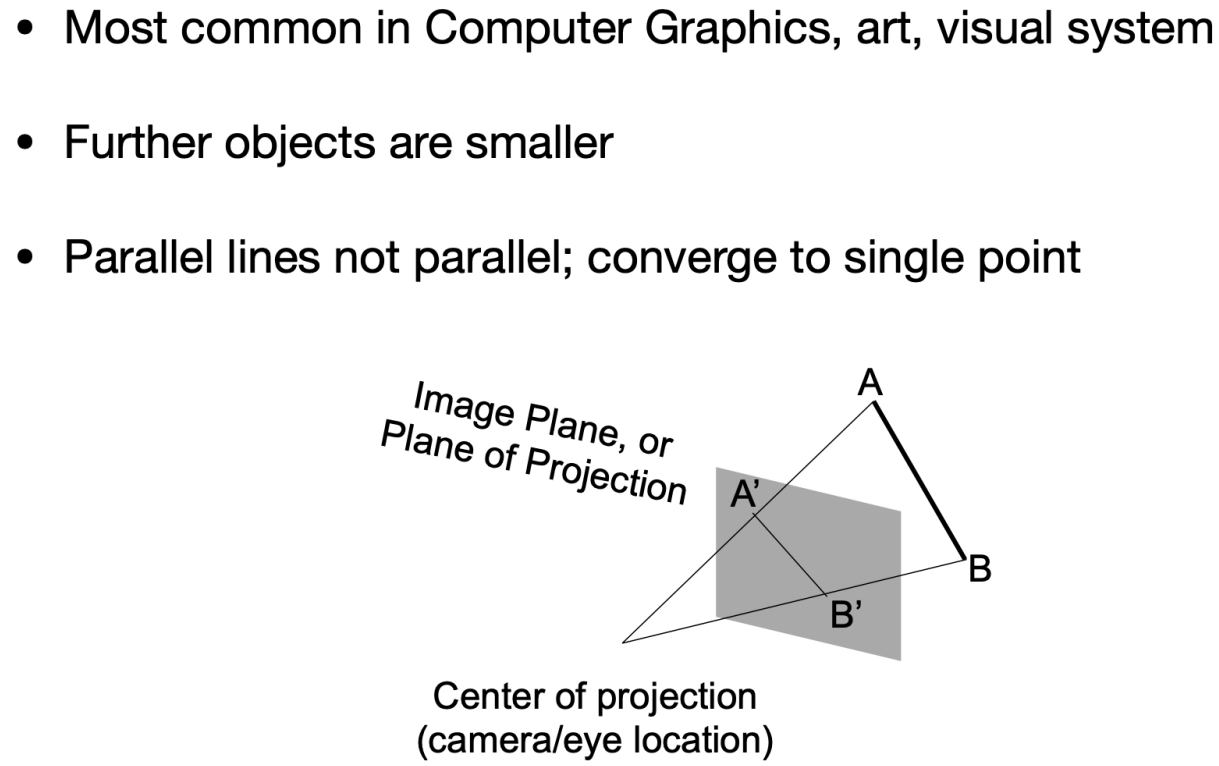 • Most common in Computer Graphics, art, visual system
• Further objects are smaller
• Parallel lines not parallel; converge to single point
Image Plane, or
Plane of Projection
A
A’
B
B’
Center of projection
(camera/eye location)